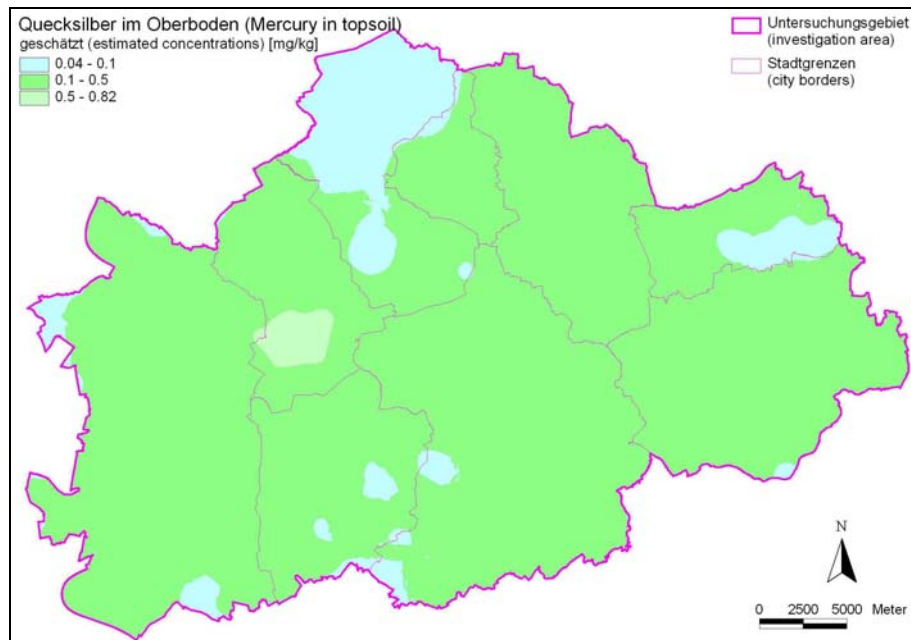 Quecksilber im Oberboden (Mercury in topsoil)
geschätzt (estimated concentrations) [mg/kg]
0.04 - 0.1
0.1 - 0.5
0.5 - 0.82
Untersuchungsgebiet
(investigation area)
Stadtgrenzen
(city borders)
N
0 2500 5000 Meter